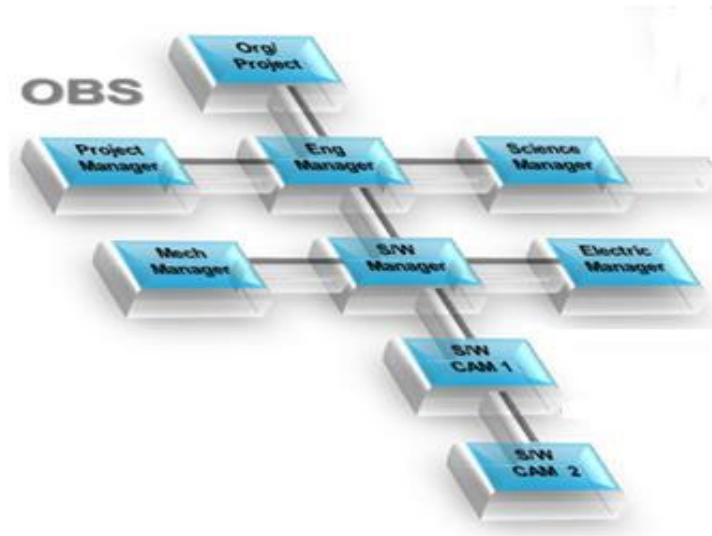 Org/
Project
OBS
Project
Manager
Eng
Manager
Science
Manager
Mech
Manager
S/W
Manager
Electric
Manager
S/W
CAM 1
S/W
CAM 2